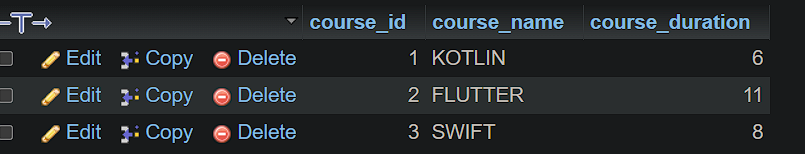 course_id course_name course_duration
Edit Copy Delete 1 KOTLIN 6
Edit Copy Delete 2 FLUTTER 11
Edit Copy Delete 3 SWIFT 8